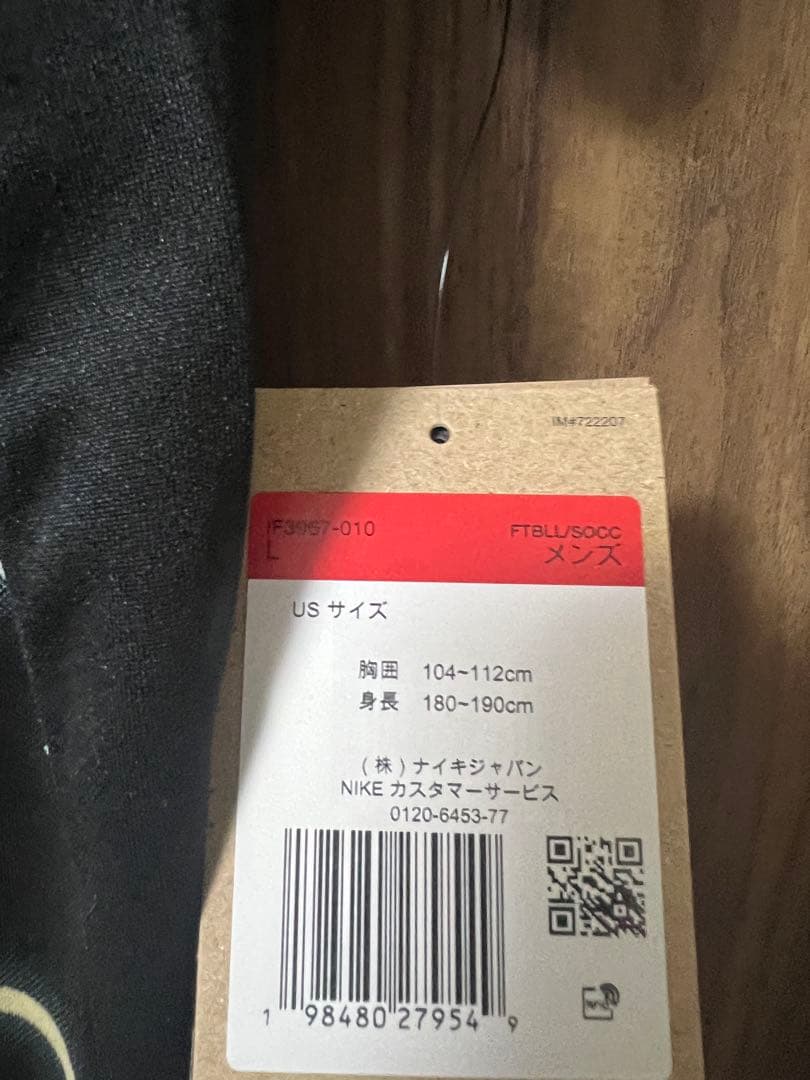 IM#722207
IF3967-010
FTBLL/SOCC
L
メンズ
US サイズ
胸囲 104~112cm
身長 180~190cm
(株)ナイキジャパン
NIKE カスタマーサービス
0120-6453-77
1 98480 27954 9